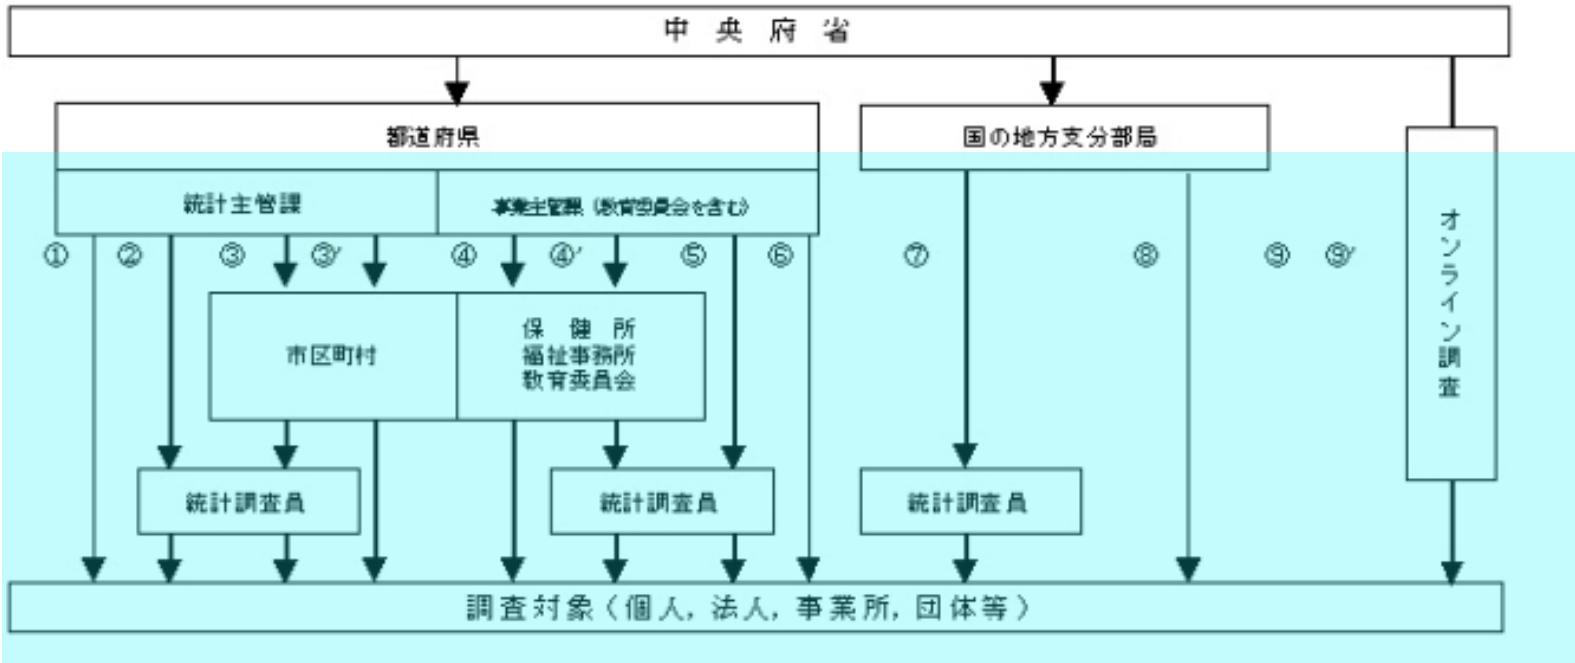 中央府省
都道府県
国の地方支分部局
統計主管課
事業主管課（教育委員会を含む）
① ② ③ ③′ ④ ④′ ⑤ ⑥ ⑦ ⑧ ⑨ ⑨′
オンライン調査
市区町村
保健所
福祉事務所
教育委員会
統計調査員
統計調査員
統計調査員
調査対象（個人，法人，事業所，団体等）